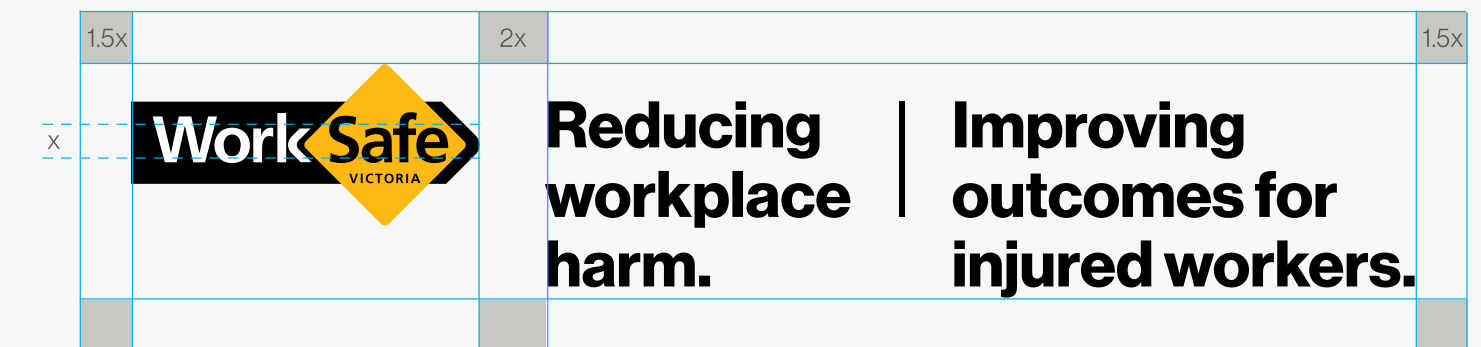 1.5x
2x
1.5x
x
WorkSafe
VICTORIA
Reducing
workplace
harm.
Improving
outcomes for
injured workers.